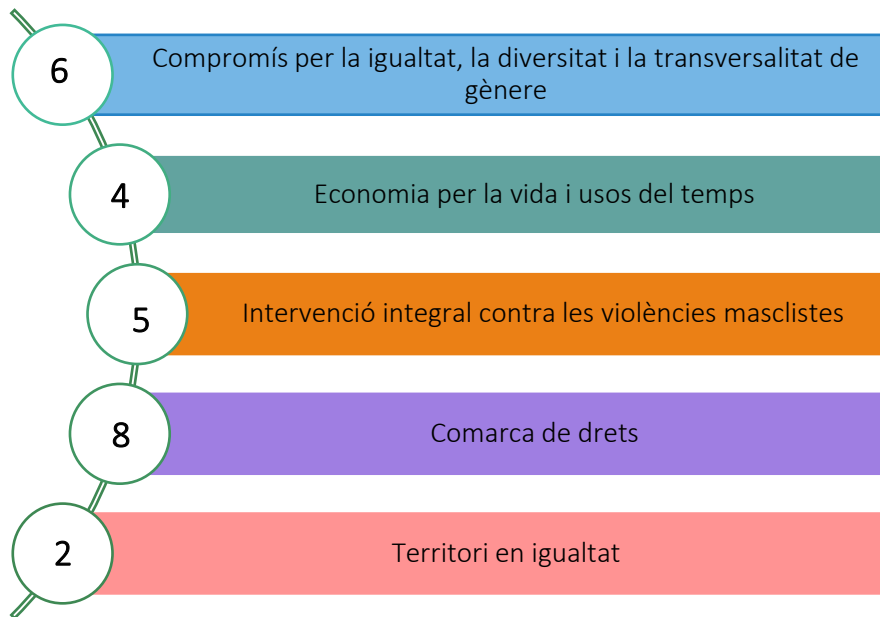 6
Compromís per la igualtat, la diversitat i la transversalitat de
gènere
4
Economia per la vida i usos del temps
5
Intervenció integral contra les violències masclistes
8
Comarca de drets
2
Territori en igualtat